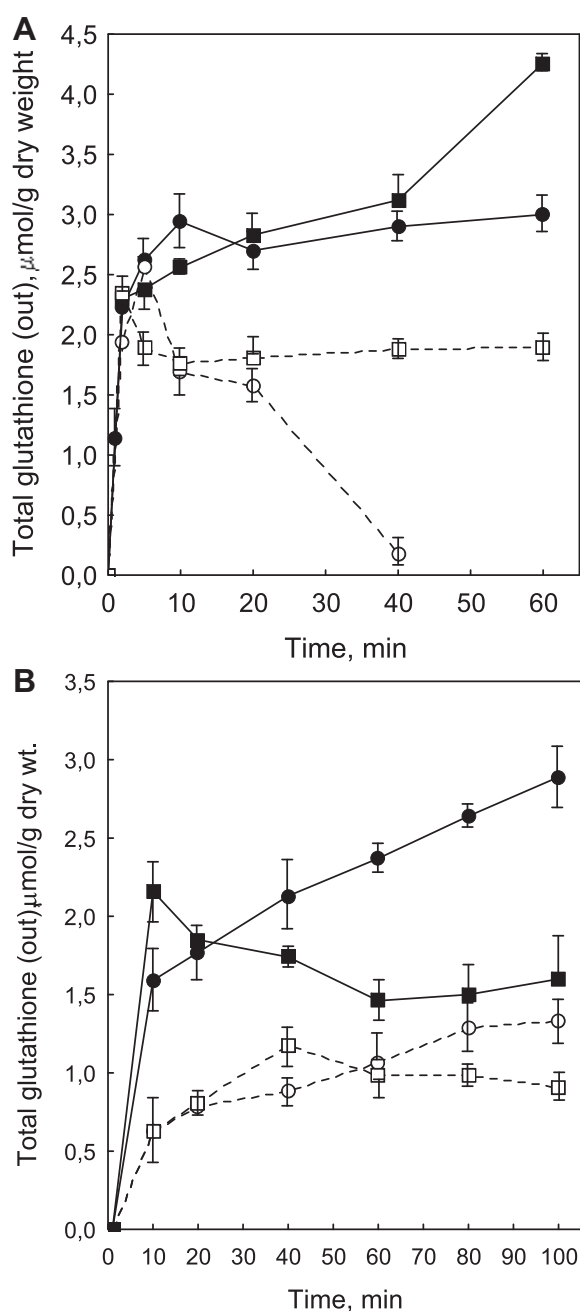 A
Total glutathione (out), μmol/g dry weight
4,5
4,0
3,5
3,0
2,5
2,0
1,5
1,0
0,5
0,0
0 10 20 30 40 50 60
Time, min
B
Total glutathione (out)μmol/g dry wt.
3,5
3,0
2,5
2,0
1,5
1,0
0,5
0,0
0 10 20 30 40 50 60 70 80 90 100
Time, min